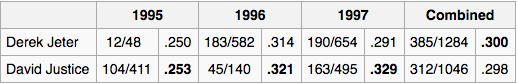 1995 1996 1997 Combined
Derek Jeter 12/48 .250 183/582 .314 190/654 .291 385/1284 .300
David Justice 104/411 .253 45/140 .321 163/495 .329 312/1046 .298